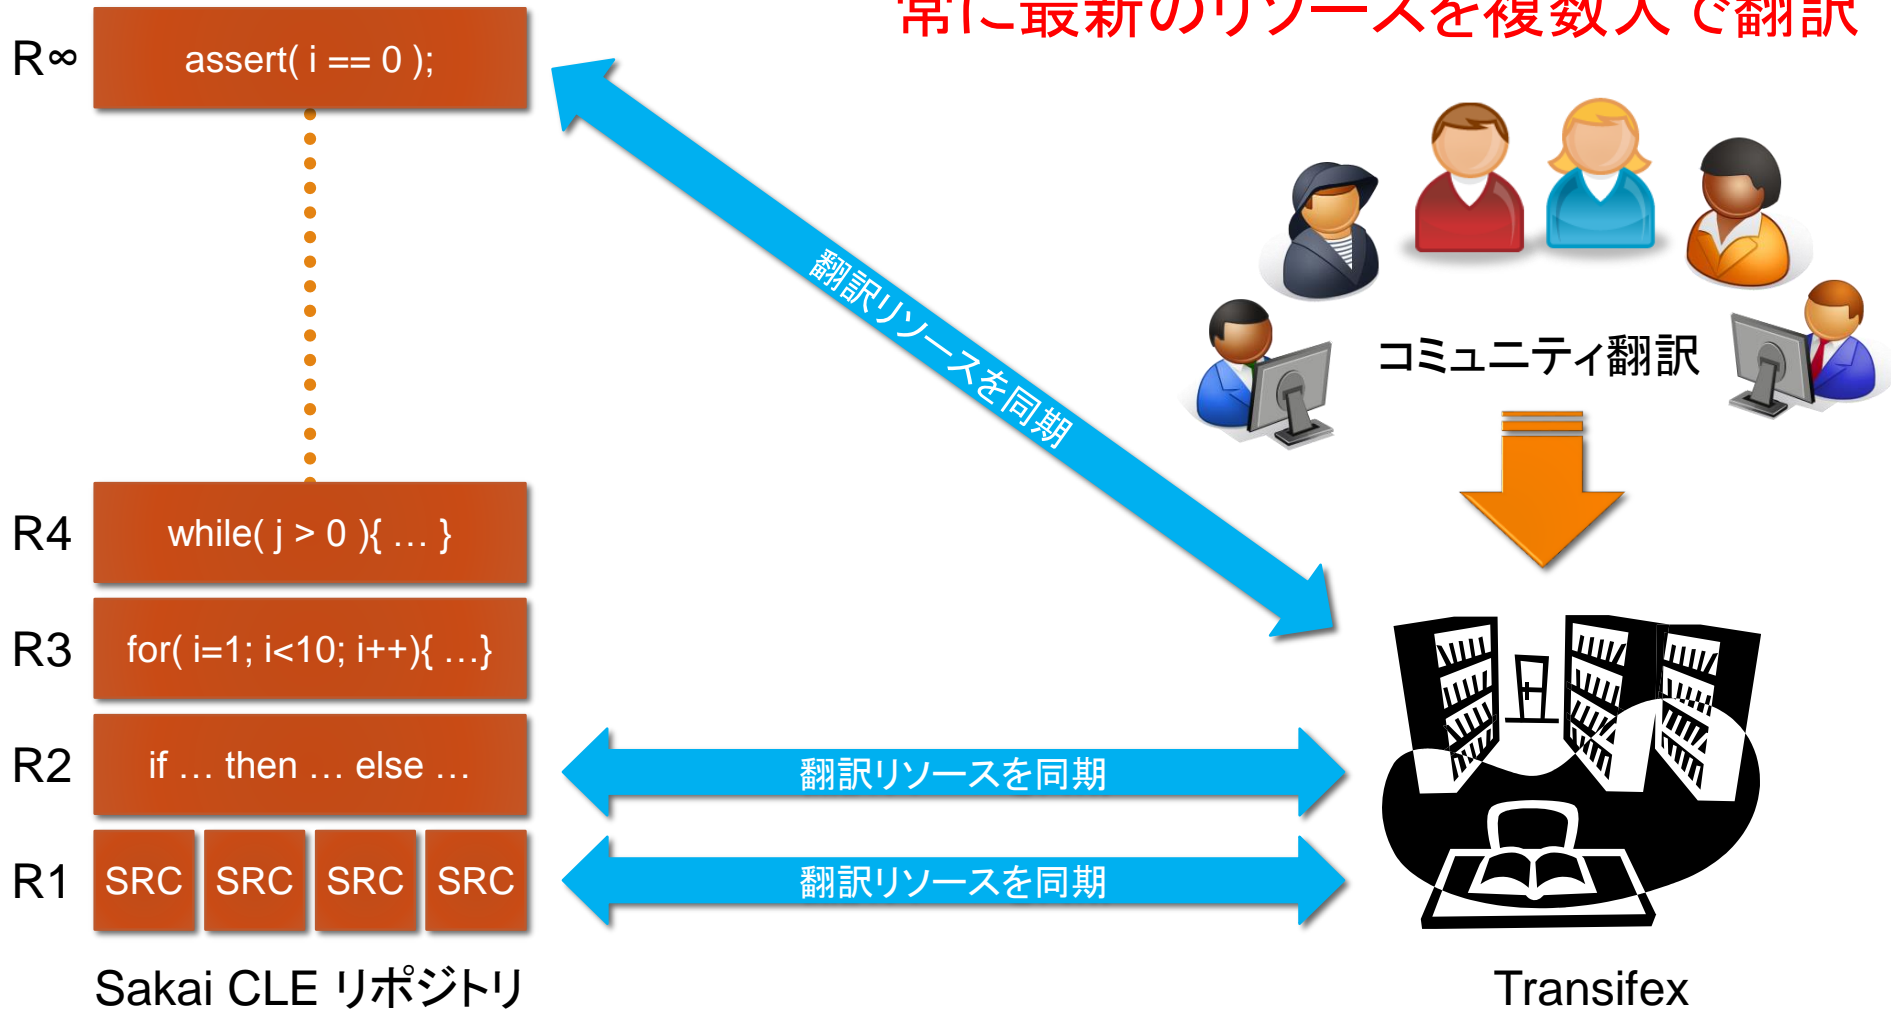 常に最新のリソースを複数人で翻訳
R∞
assert( i == 0 );
翻訳リソースを同期
コミュニティ翻訳
R4
while( j > 0 ){ … }
R3
for( i=1; i<10; i++){ …}
R2
if … then … else …
翻訳リソースを同期
R1
SRC SRC SRC SRC
翻訳リソースを同期
Sakai CLE リポジトリ
Transifex